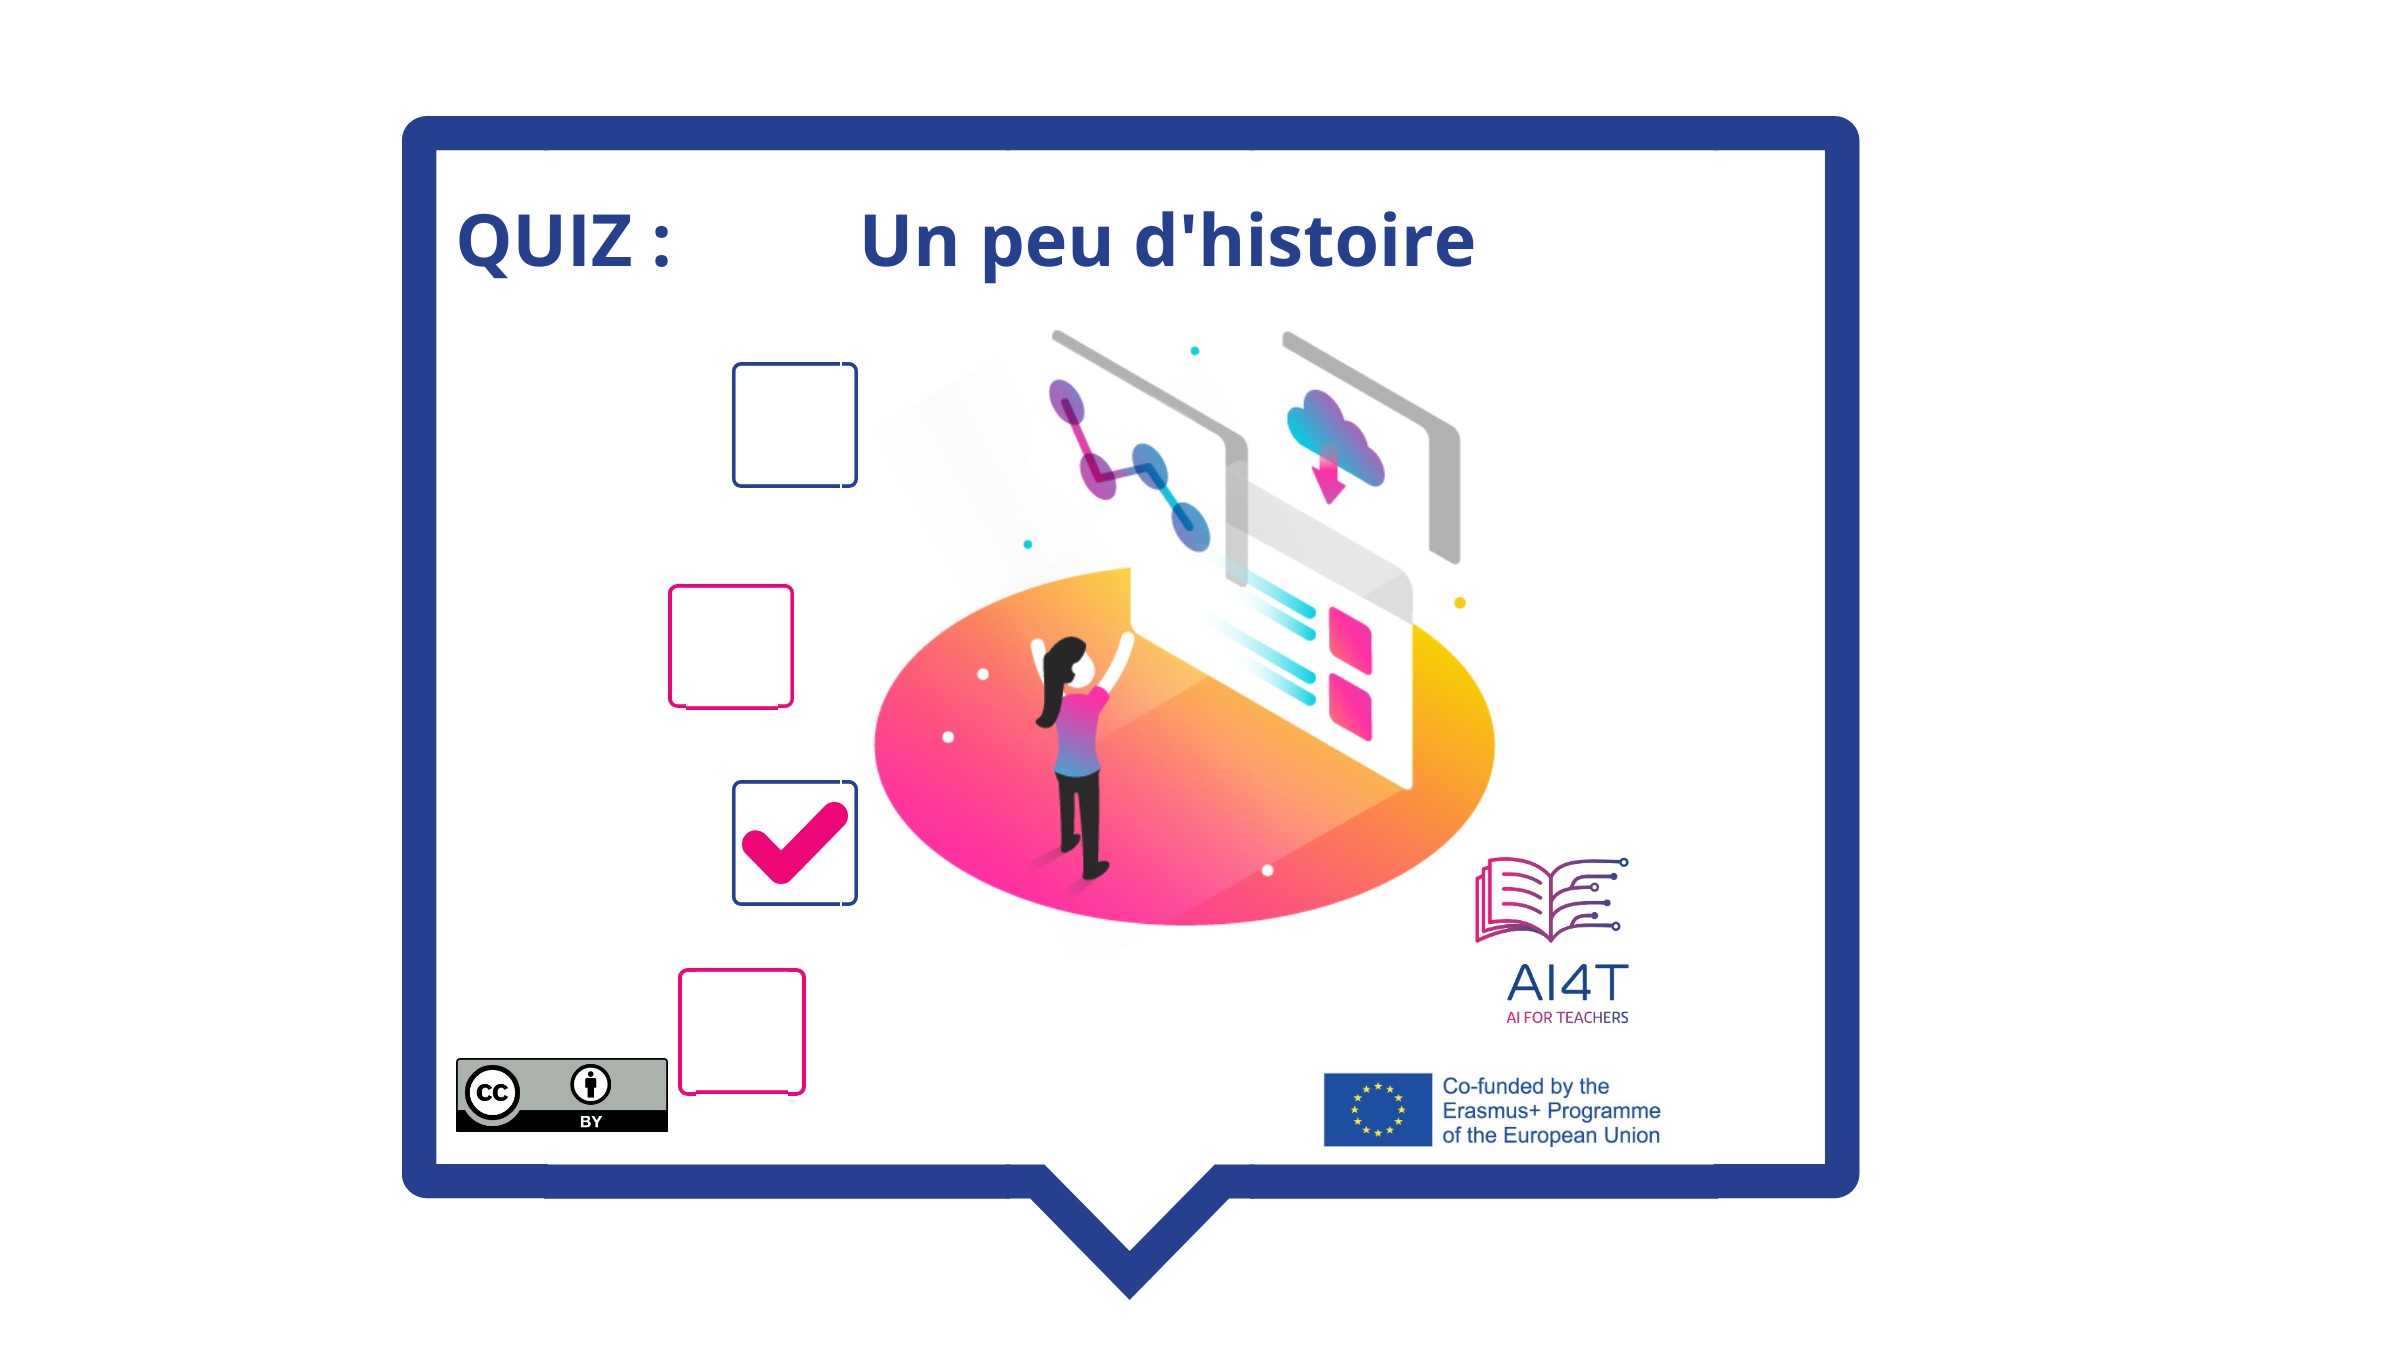 QUIZ : Un peu d'histoire
AI4T
AI FOR TEACHERS
CC
BY
Co-funded by the
Erasmus+ Programme
of the European Union